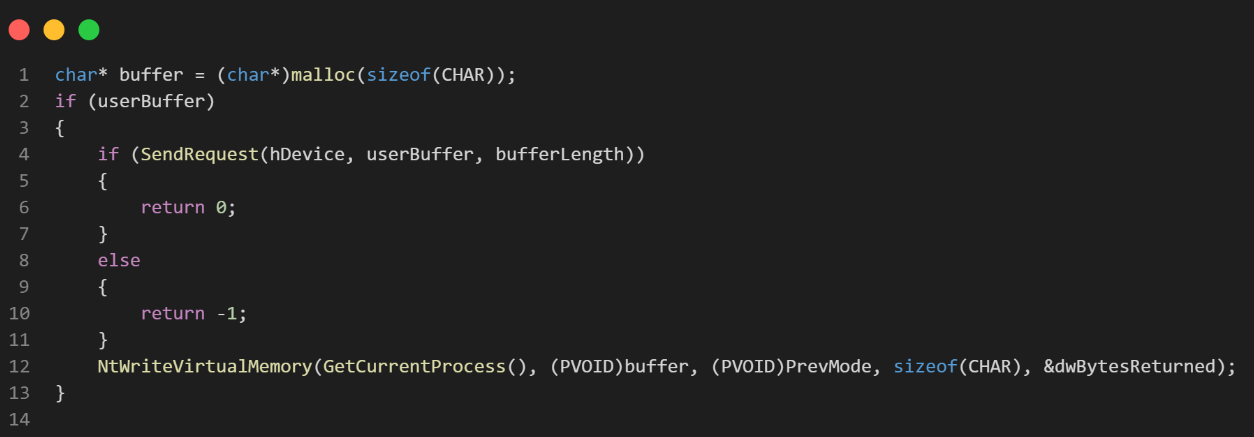 1 char* buffer = (char*)malloc(sizeof(CHAR));
2 if (userBuffer)
3 {
4     if (SendRequest(hDevice, userBuffer, bufferLength))
5     {
6         return 0;
7     }
8     else
9     {
10         return -1;
11     }
12     NtWriteVirtualMemory(GetCurrentProcess(), (PVOID)buffer, (PVOID)PrevMode, sizeof(CHAR), &dwBytesReturned);
13 }
14